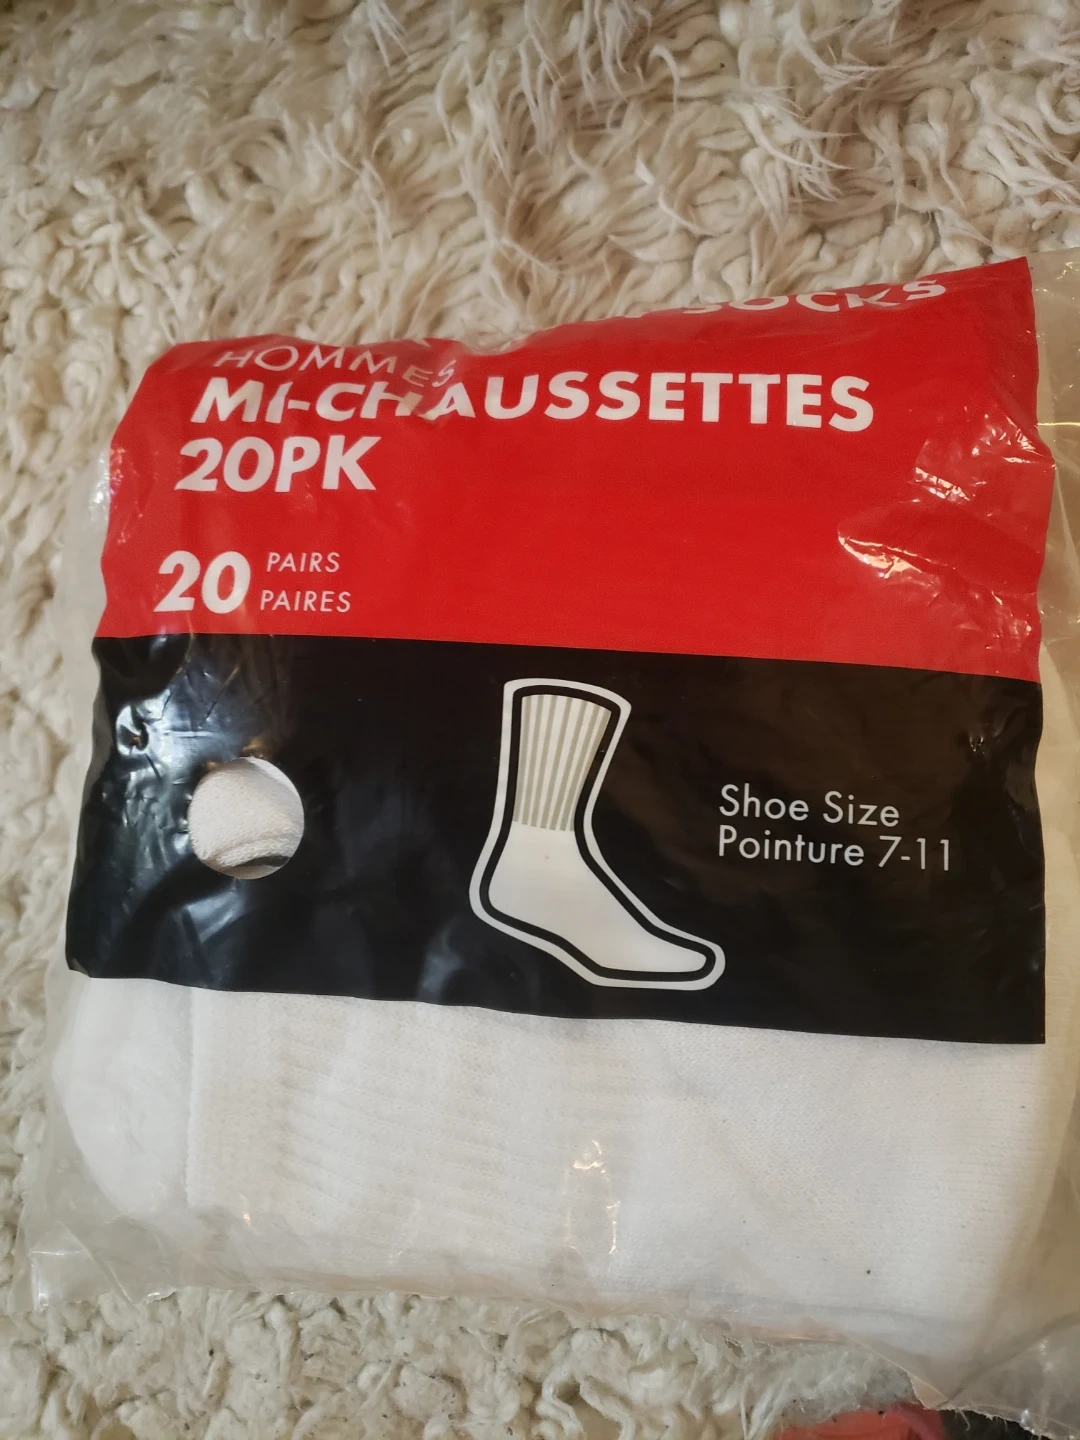 SOCKS
HOMMES
MI-CHAUSSETTES
20PK
20 PAIRS
PAIRES
Shoe Size
Pointure 7-11